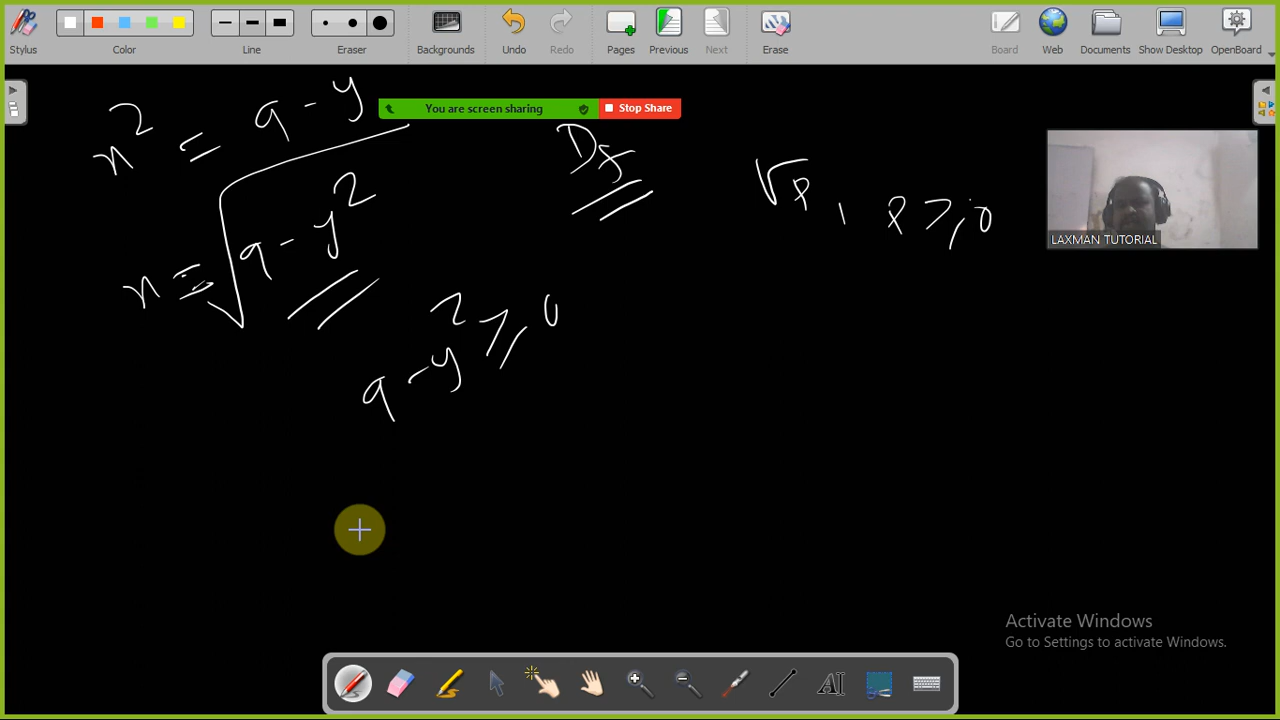 Stylus Color Line Eraser Backgrounds Undo Redo Pages Previous Next Erase Board Web Documents Show Desktop OpenBoard
You are screen sharing Stop Share
x² = 9 - y
Df
√P, P ≥ 0
x = √(9 - y²)
9 - y² ≥ 0
LAXMAN TUTORIAL
Activate Windows
Go to Settings to activate Windows.
AI